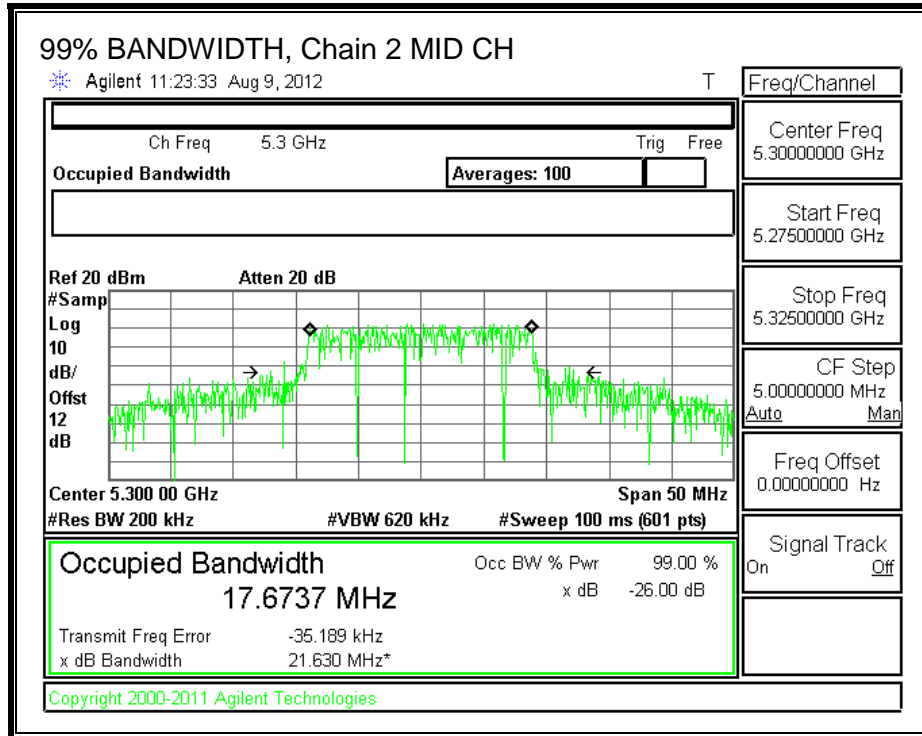 99% BANDWIDTH, Chain 2 MID CH
Agilent 11:23:33 Aug 9, 2012 T
Freq/Channel
Ch Freq 5.3 GHz Trig Free
Occupied Bandwidth Averages: 100
Center Freq
5.30000000 GHz
Start Freq
5.27500000 GHz
Stop Freq
5.32500000 GHz
CF Step
5.00000000 MHz
Auto Man
Freq Offset
0.00000000 Hz
Signal Track
On Off
Ref 20 dBm Atten 20 dB
#Samp
Log
10
dB/
Offst
12
dB
Center 5.300 00 GHz Span 50 MHz
#Res BW 200 kHz #VBW 620 kHz #Sweep 100 ms (601 pts)
Occupied Bandwidth Occ BW % Pwr 99.00 %
17.6737 MHz x dB -26.00 dB
Transmit Freq Error -35.189 kHz
x dB Bandwidth 21.630 MHz*
Copyright 2000-2011 Agilent Technologies